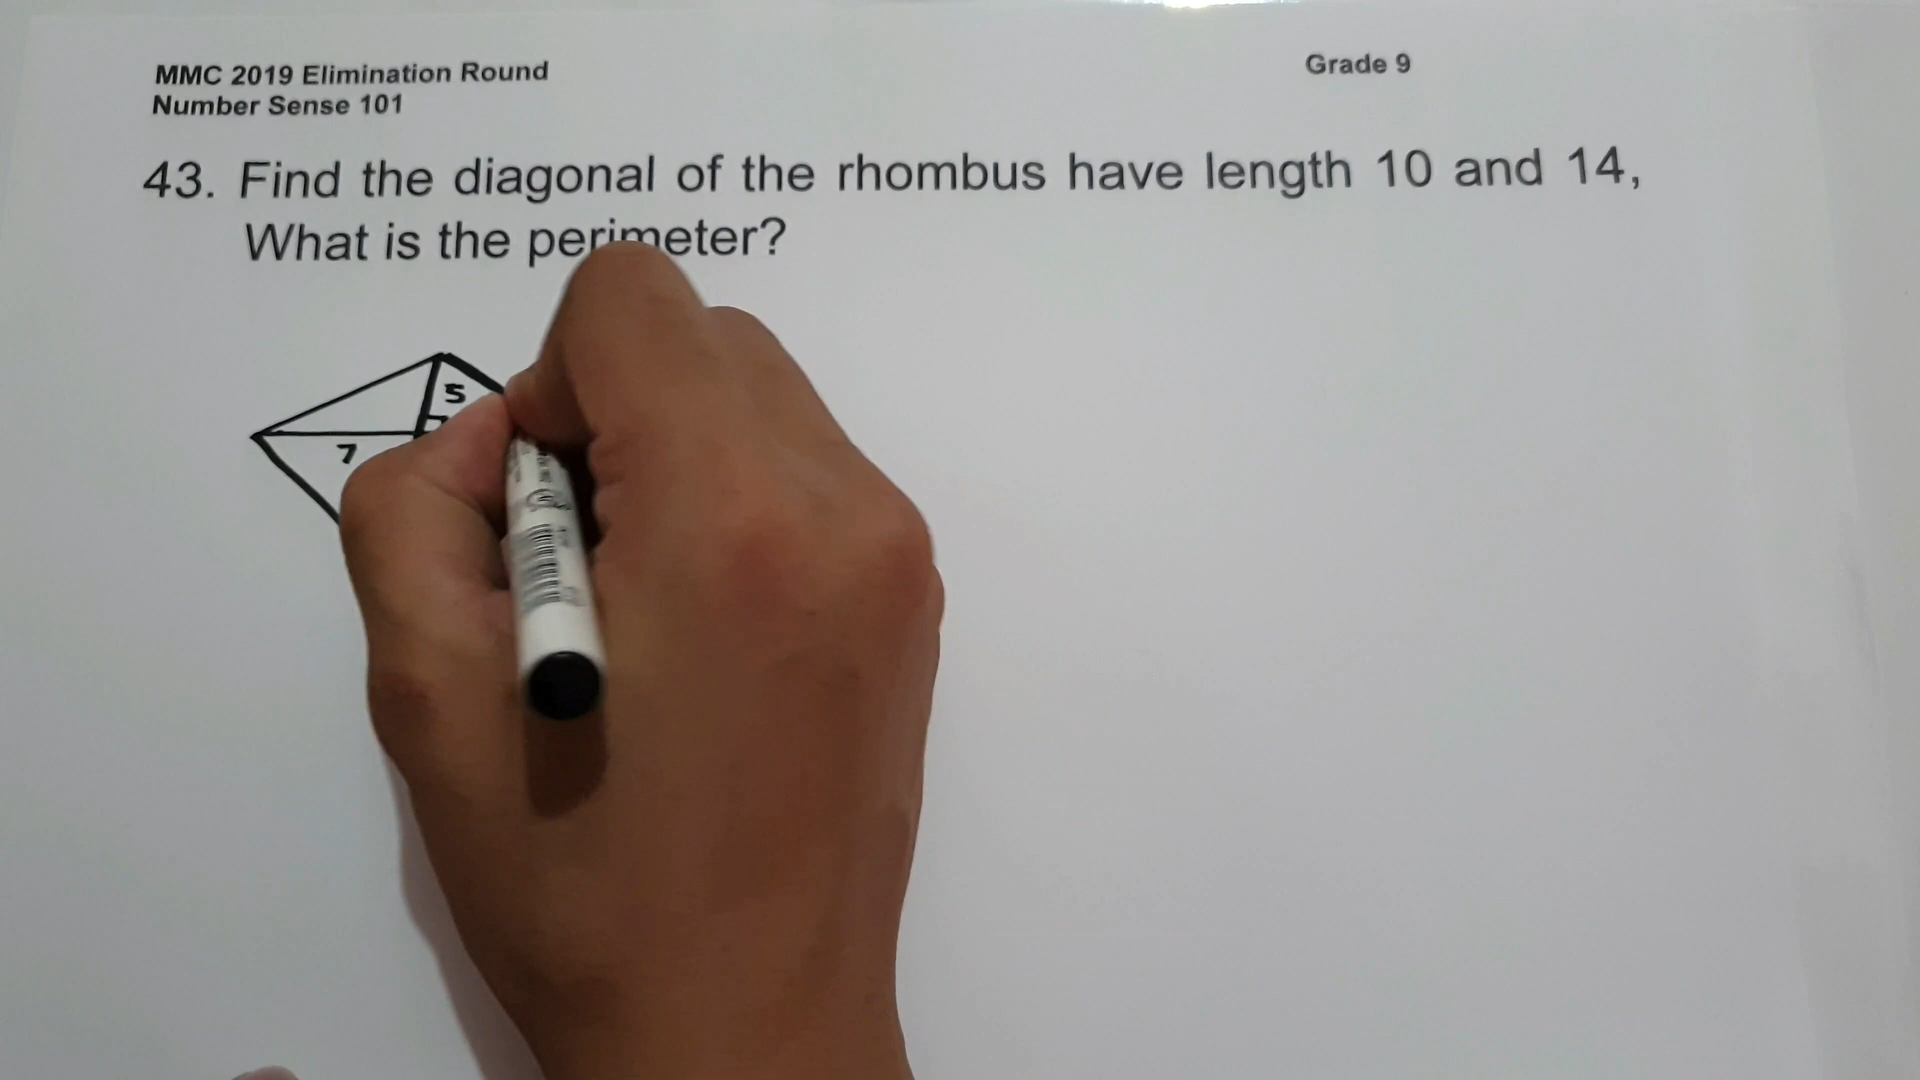 MMC 2019 Elimination Round
Grade 9
Number Sense 101
43. Find the diagonal of the rhombus have length 10 and 14,
What is the perimeter?
5
7